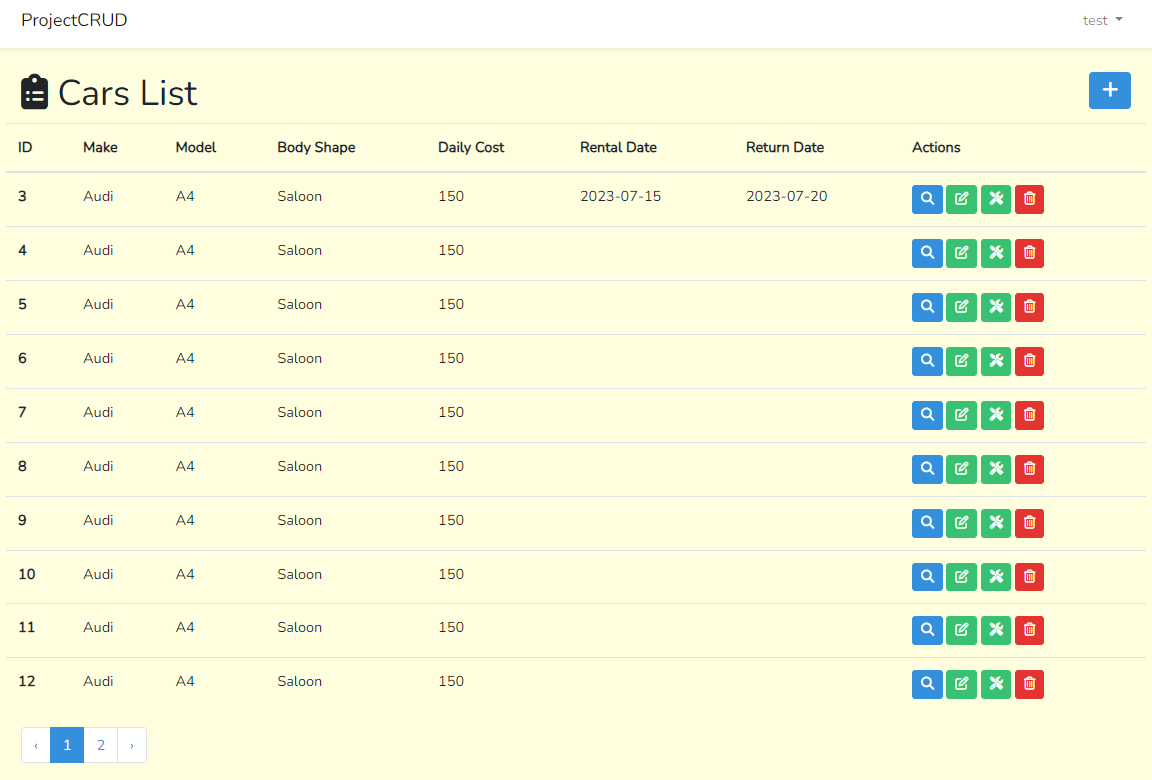 ProjectCRUD test
Cars List
ID Make Model Body Shape Daily Cost Rental Date Return Date Actions
3 Audi A4 Saloon 150 2023-07-15 2023-07-20
4 Audi A4 Saloon 150
5 Audi A4 Saloon 150
6 Audi A4 Saloon 150
7 Audi A4 Saloon 150
8 Audi A4 Saloon 150
9 Audi A4 Saloon 150
10 Audi A4 Saloon 150
11 Audi A4 Saloon 150
12 Audi A4 Saloon 150
‹ 1 2 ›